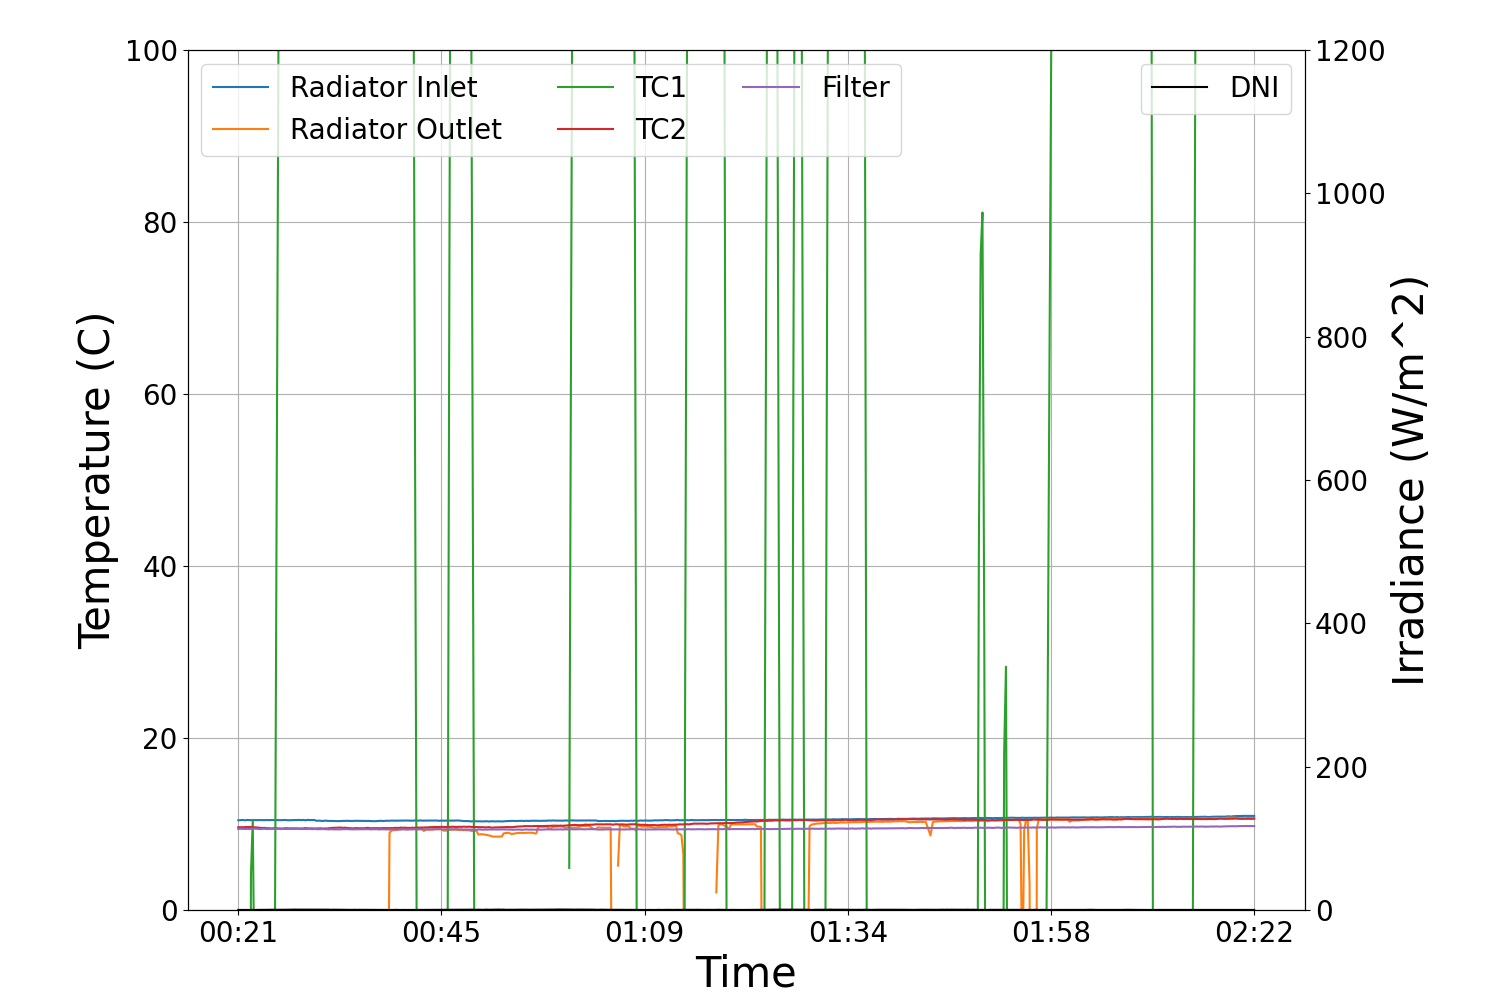 100
80
60
40
20
0
Temperature (C)
Radiator Inlet
Radiator Outlet
TC1
TC2
Filter
DNI
1200
1000
800
600
400
200
0
Irradiance (W/m^2)
00:21 00:45 01:09 01:34 01:58 02:22
Time